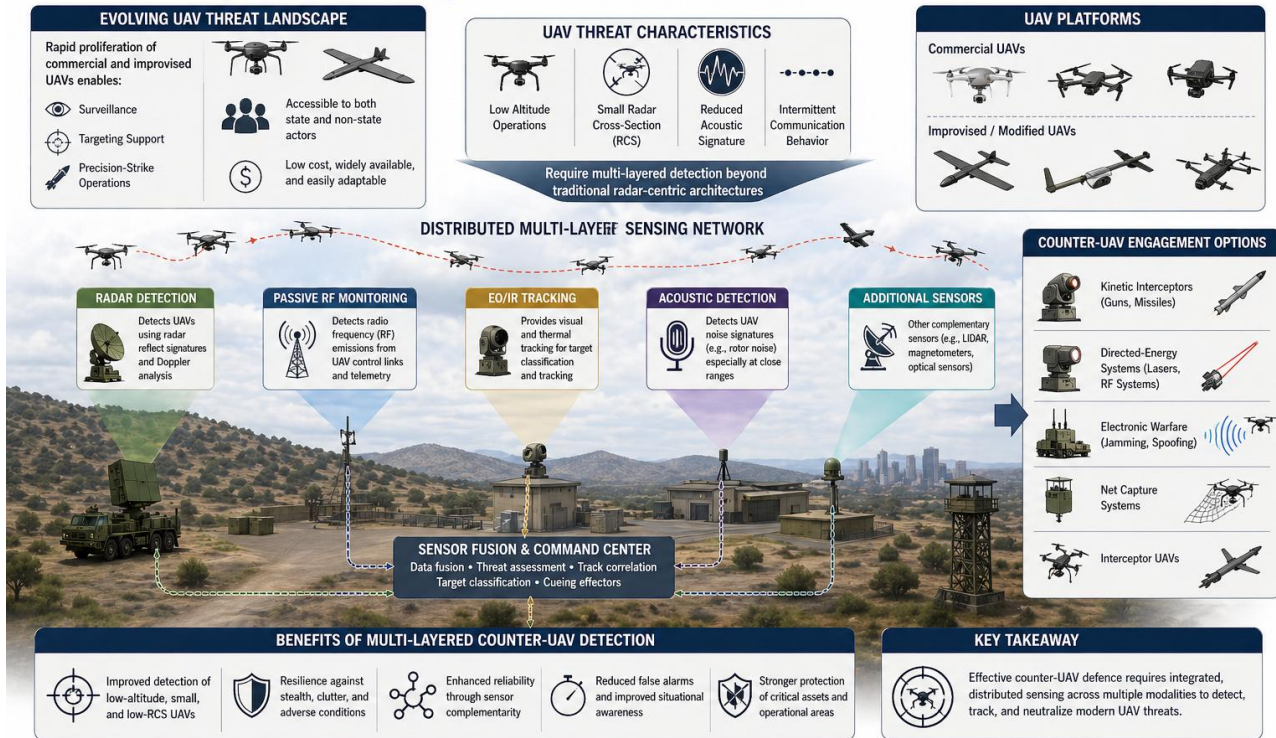 EVOLVING UAV THREAT LANDSCAPE
Rapid proliferation of
commercial and improvised
UAVs enables:
Surveillance
Targeting Support
Precision-Strike
Operations
Accessible to both
state and non-state
actors
Low cost, widely available,
and easily adaptable
UAV THREAT CHARACTERISTICS
Low Altitude
Operations
Small Radar
Cross-Section
(RCS)
Reduced
Acoustic
Signature
Intermittent
Communication
Behavior
Require multi-layered detection beyond
traditional radar-centric architectures
UAV PLATFORMS
Commercial UAVs
Improvised / Modified UAVs
DISTRIBUTED SENSING NETWORK
RADAR DETECTION
Detects UAVs
using radar
reflect signatures
and Doppler
analysis
PASSIVE RF MONITORING
Detects radio
frequency (RF)
emissions from
UAV control links
and telemetry
EO/IR TRACKING
Provides visual
and thermal
tracking for target
classification
and tracking
ACOUSTIC DETECTION
Detects UAV
noise signatures
(e.g., rotor noise)
especially at close
ranges
ADDITIONAL SENSORS
Other complementary
sensors (e.g., LIDAR,
magnetometers,
optical sensors)
COUNTER-UAV ENGAGEMENT OPTIONS
Kinetic Interceptors
(Guns, Missiles)
Directed-Energy
Systems (Lasers,
RF Systems)
Electronic Warfare
(Jamming, Spoofing)
Net Capture
Systems
Interceptor UAVs
SENSOR FUSION & COMMAND CENTER
Data fusion • Threat assessment • Track correlation
Target classification • Cueing effectors
BENEFITS OF MULTI-LAYERED COUNTER-UAV DETECTION
Improved detection of
low-altitude, small,
and low-RCS UAVs
Resilience against
stealth, clutter, and
adverse conditions
Enhanced reliability
through sensor
complementarity
Reduced false alarms
and improved situational
awareness
Stronger protection
of critical assets and
operational areas
KEY TAKEAWAY
Effective counter-UAV defence requires integrated,
distributed sensing across multiple modalities to detect,
track, and neutralize modern UAV threats.